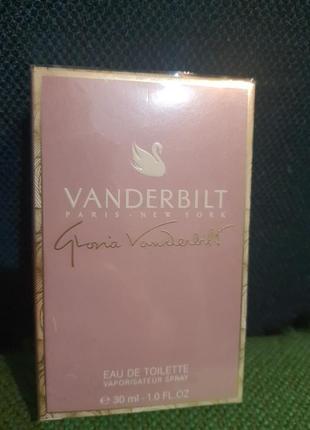 VANDERBILT
PARIS - NEW YORK
Gloria Vanderbilt
EAU DE TOILETTE
VAPORISATEUR SPRAY
e 30 ml - 1.0 FL.OZ